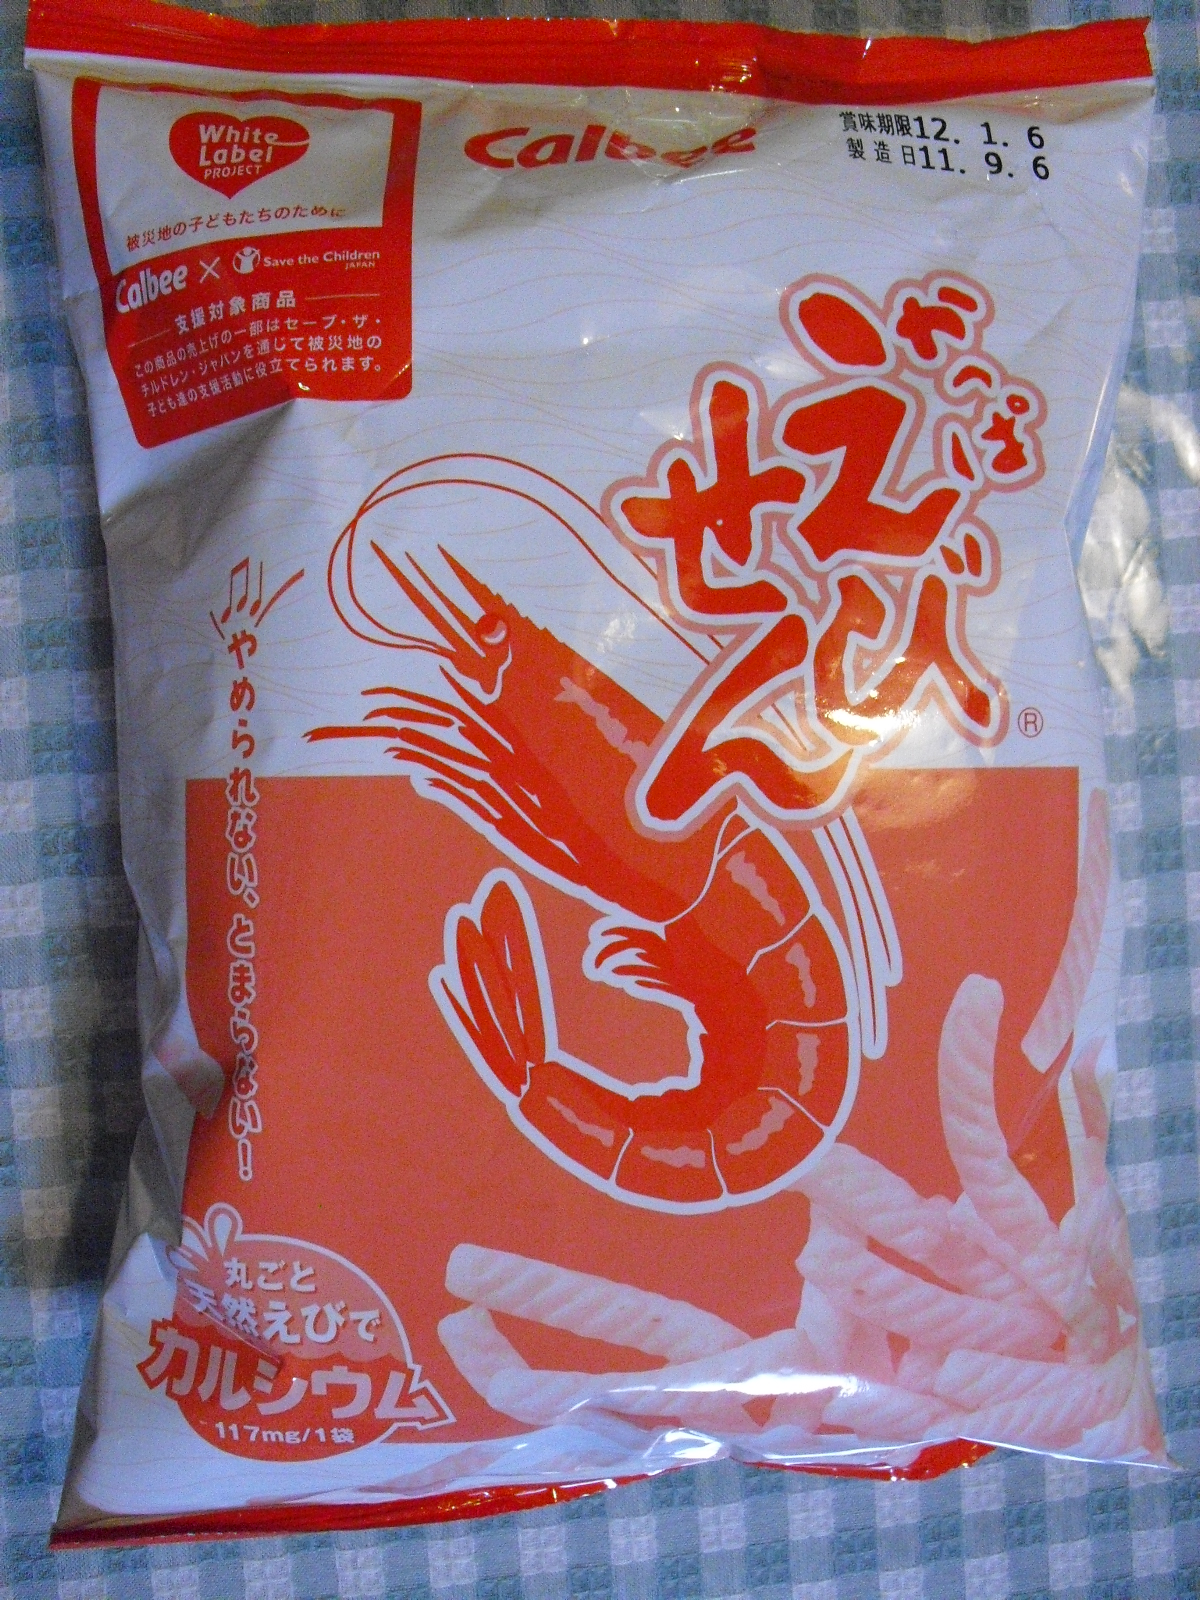 White
Label
PROJECT
被災地の子どもたちのために
Calbee × Save the Children
JAPAN
支援対象商品
この商品の売上げの一部はセーブ・ザ・
チルドレン・ジャパンを通じて被災地の
子ども達の支援活動に役立てられます。
Calbee
賞味期限12. 1. 6
製造日11. 9. 6
やっぱ
えび
せん
®
♫やめられない、とまらない!
丸ごと
天然えびで
カルシウム
117mg/1袋